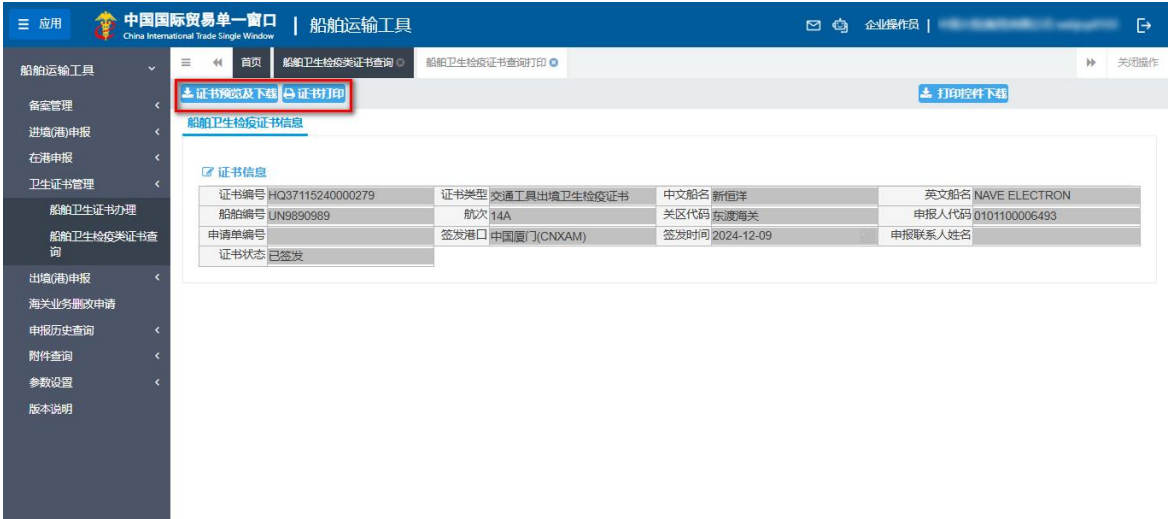 应用
中国国际贸易单一窗口 | 船舶运输工具
China International Trade Single Window
企业操作员 |
船舶运输工具
首页 船舶卫生检疫类证书查询 船舶卫生检疫证书查询打印
关闭操作
证书预览及下载 证书打印
打印控件下载
船舶卫生检疫证书信息
备案管理
进境(港)申报
在港申报
卫生证书管理
船舶卫生证书办理
船舶卫生检疫类证书查
询
出境(港)申报
海关业务删改申请
申报历史查询
附件查询
参数设置
版本说明
证书信息
证书编号 HQ37115240000279 证书类型 交通工具出境卫生检疫证书 中文船名 新恒洋 英文船名 NAVE ELECTRON
船舶编号 UN9890989 航次 14A 关区代码 东渡海关 申报人代码 0101100006493
申请单编号 签发港口 中国厦门(CNXAM) 签发时间 2024-12-09 申报联系人姓名
证书状态 已签发